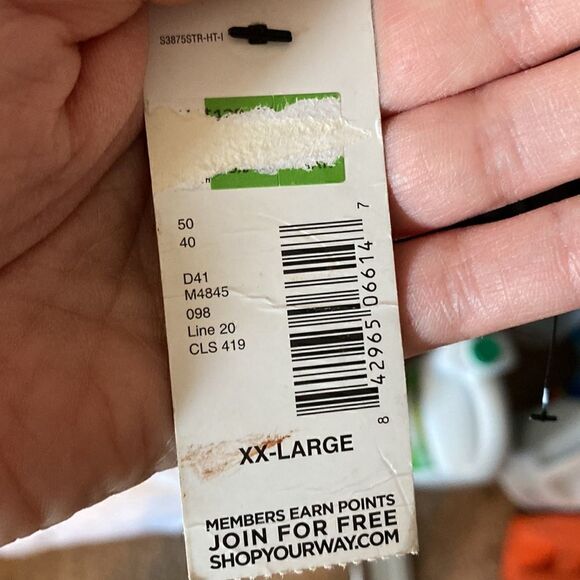 S3875STR-HT-I
50
40
D41
M4845
098
Line 20
CLS 419
8 42965 06614 7
XX-LARGE
MEMBERS EARN POINTS
JOIN FOR FREE
SHOPYOURWAY.COM